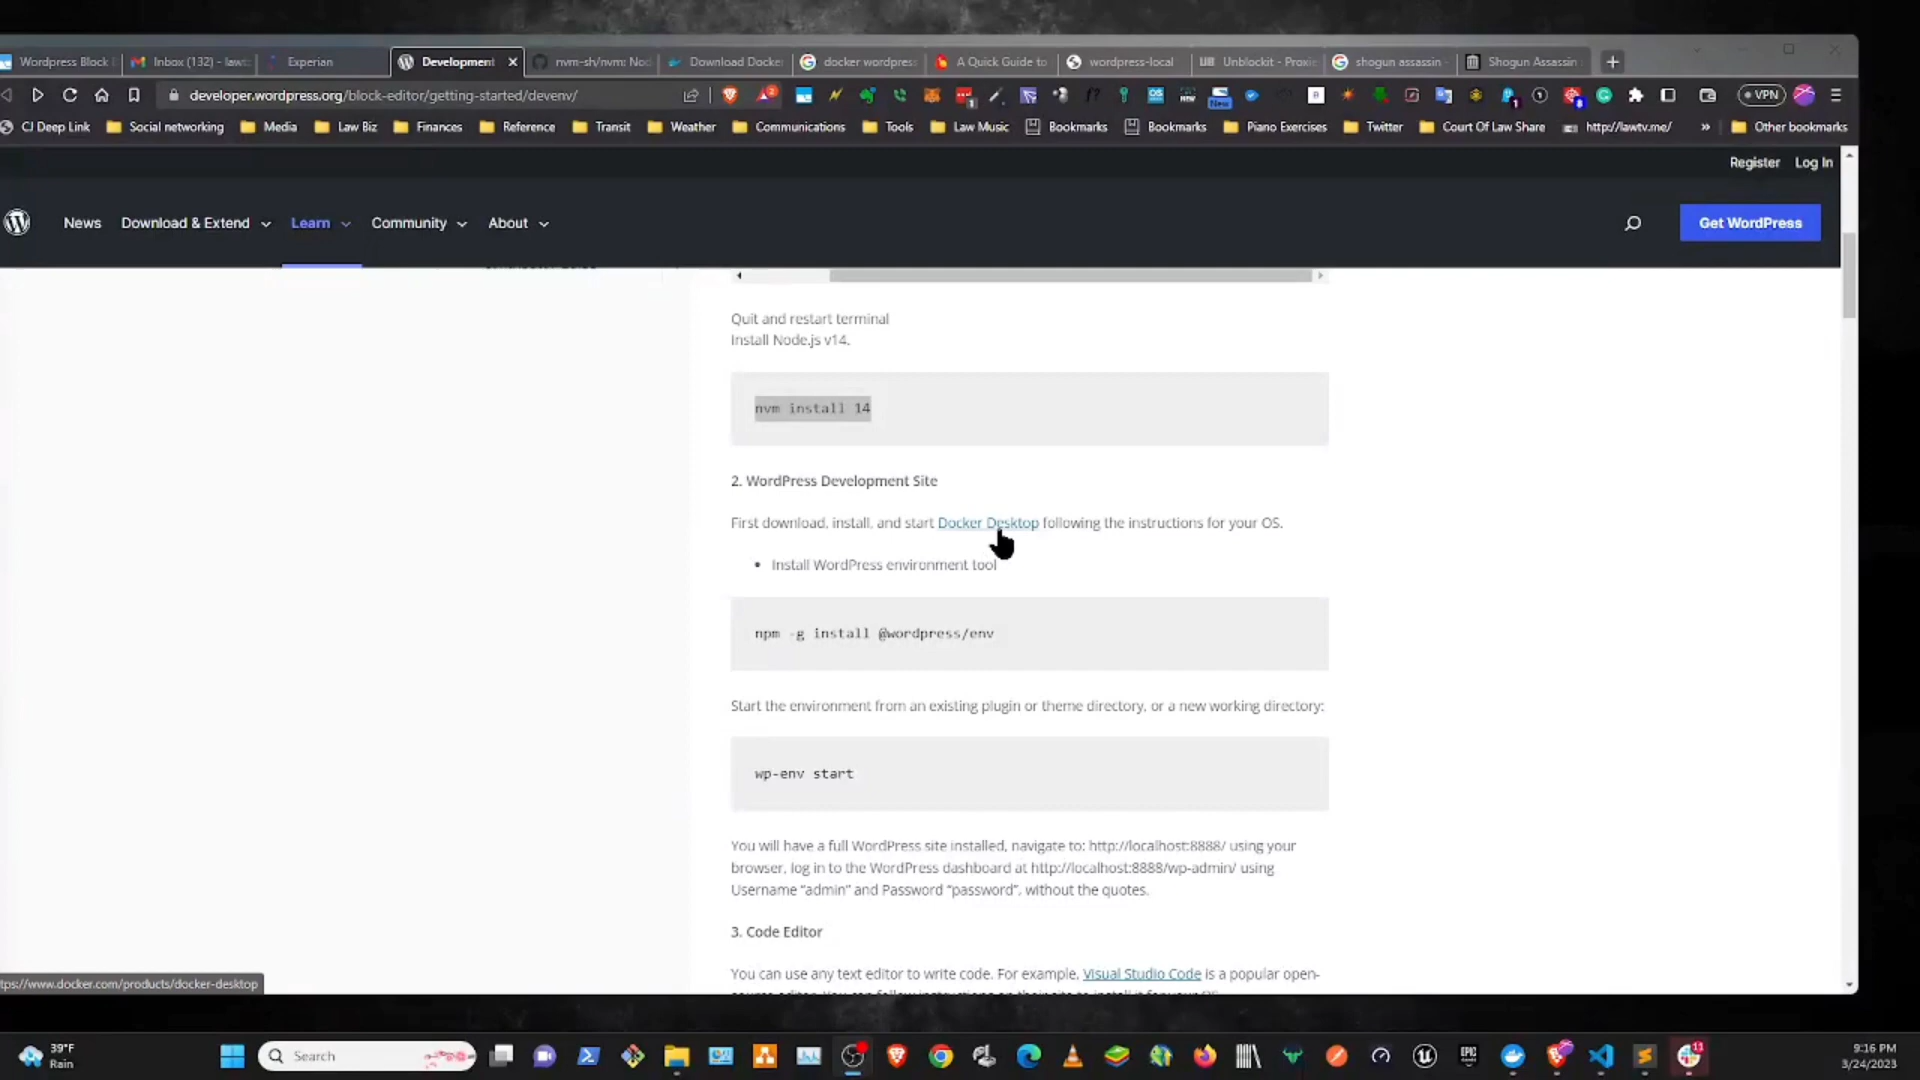 Wordpress Block
Inbox (132) - lawt
Experian
Development
nvm-sh/nvm: Nod
Download Docker
docker wordpress
A Quick Guide to
wordpress-local
Unblockit - Proxie
shogun assassin
Shogun Assassin
developer.wordpress.org/block-editor/getting-started/devenv/
VPN
New
CJ Deep Link
Social networking
Media
Law Biz
Finances
Reference
Transit
Weather
Communications
Tools
Law Music
Bookmarks
Bookmarks
Piano Exercises
Twitter
Court Of Law Share
http://lawtv.me/
Other bookmarks
Register
Log In
News
Download & Extend
Learn
Community
About
Get WordPress
Quit and restart terminal
Install Node.js v14.
nvm install 14
2. WordPress Development Site
First download, install, and start Docker Desktop following the instructions for your OS.
• Install WordPress environment tool
npm -g install @wordpress/env
Start the environment from an existing plugin or theme directory, or a new working directory:
wp-env start
You will have a full WordPress site installed, navigate to: http://localhost:8888/ using your
browser, log in to the WordPress dashboard at http://localhost:8888/wp-admin/ using
Username “admin” and Password “password”, without the quotes.
3. Code Editor
You can use any text editor to write code. For example, Visual Studio Code is a popular open-
tps://www.docker.com/products/docker-desktop
39°F
Rain
Search
EPIC
11
9:16 PM
3/24/2023